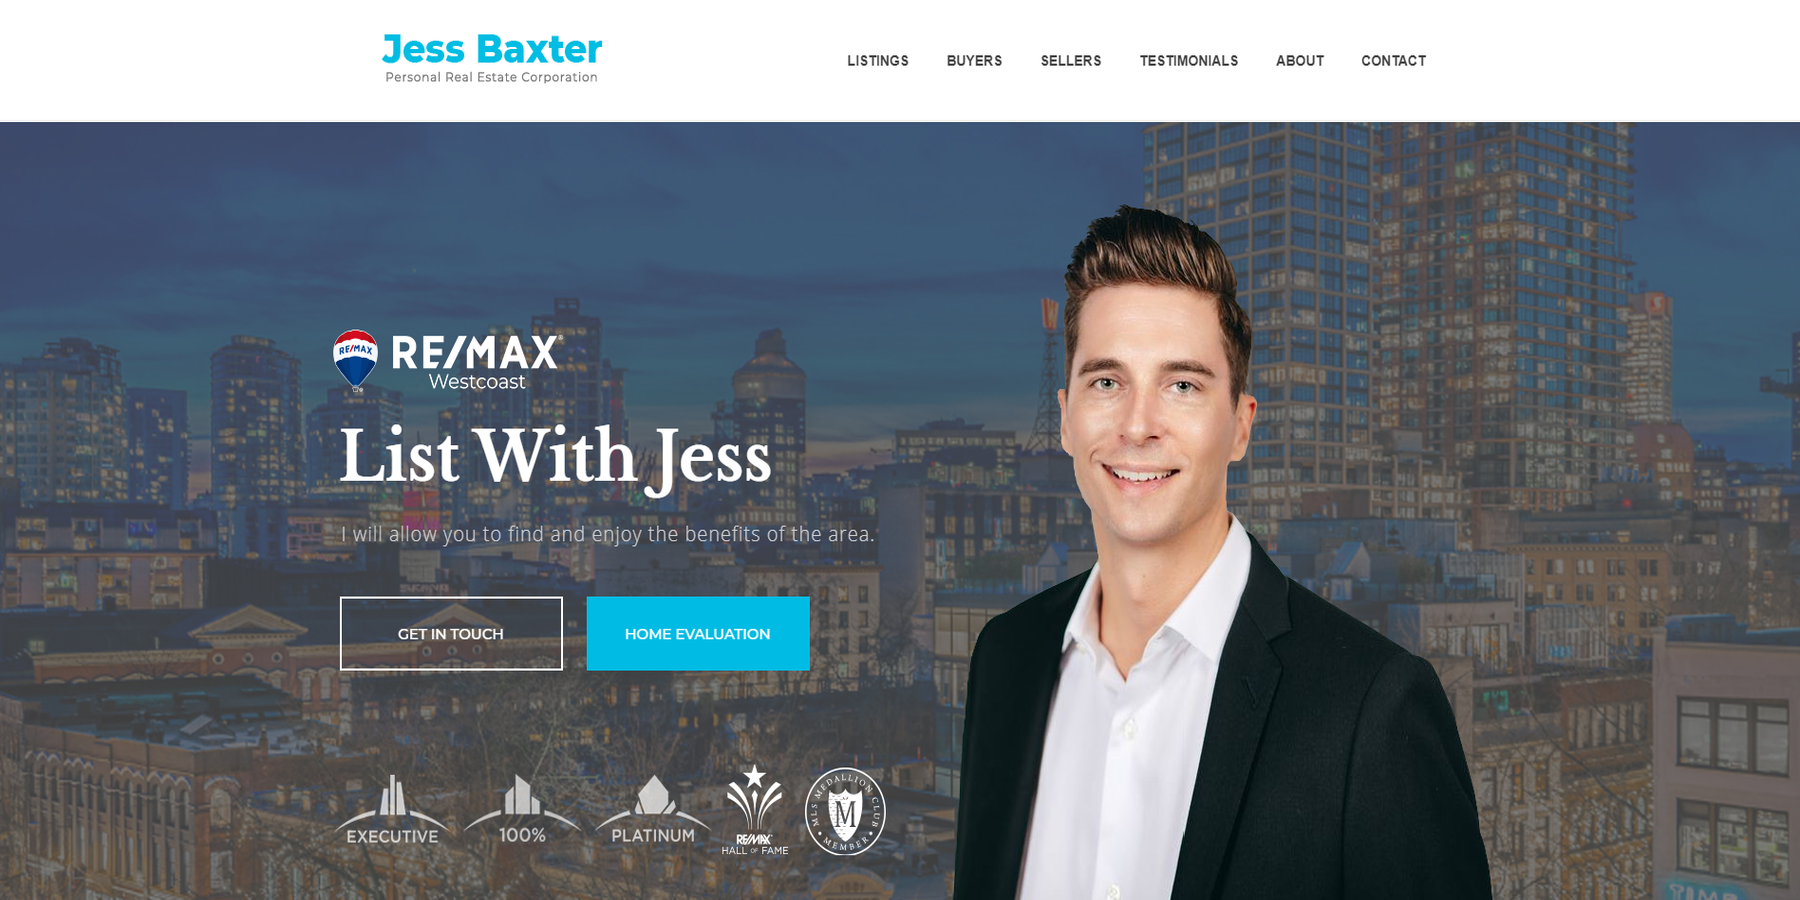 Jess Baxter
Personal Real Estate Corporation
LISTINGS BUYERS SELLERS TESTIMONIALS ABOUT CONTACT
RE/MAX
RE/MAX®
Westcoast
List With Jess
I will allow you to find and enjoy the benefits of the area.
GET IN TOUCH
HOME EVALUATION
EXECUTIVE
100%
PLATINUM
RE/MAX
HALL OF FAME
MLS MEDALLION CLUB
M
MEMBER